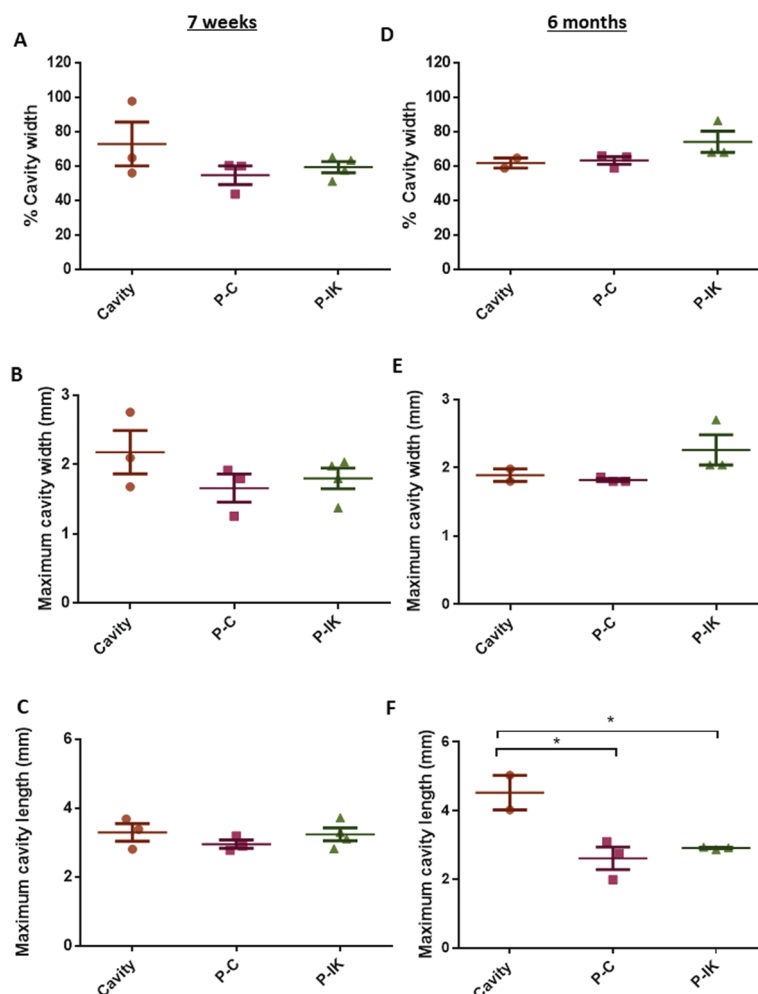 7 weeks
6 months
A
120
100
80
60
40
20
0
% Cavity width
Cavity
P-C
P-IK
D
120
100
80
60
40
20
0
% Cavity width
Cavity
P-C
P-IK
B
3
2
1
0
Maximum cavity width (mm)
Cavity
P-C
P-IK
E
3
2
1
0
Maximum cavity width (mm)
Cavity
P-C
P-IK
C
6
4
2
0
Maximum cavity length (mm)
Cavity
P-C
P-IK
F
*
*
6
4
2
0
Maximum cavity length (mm)
Cavity
P-C
P-IK